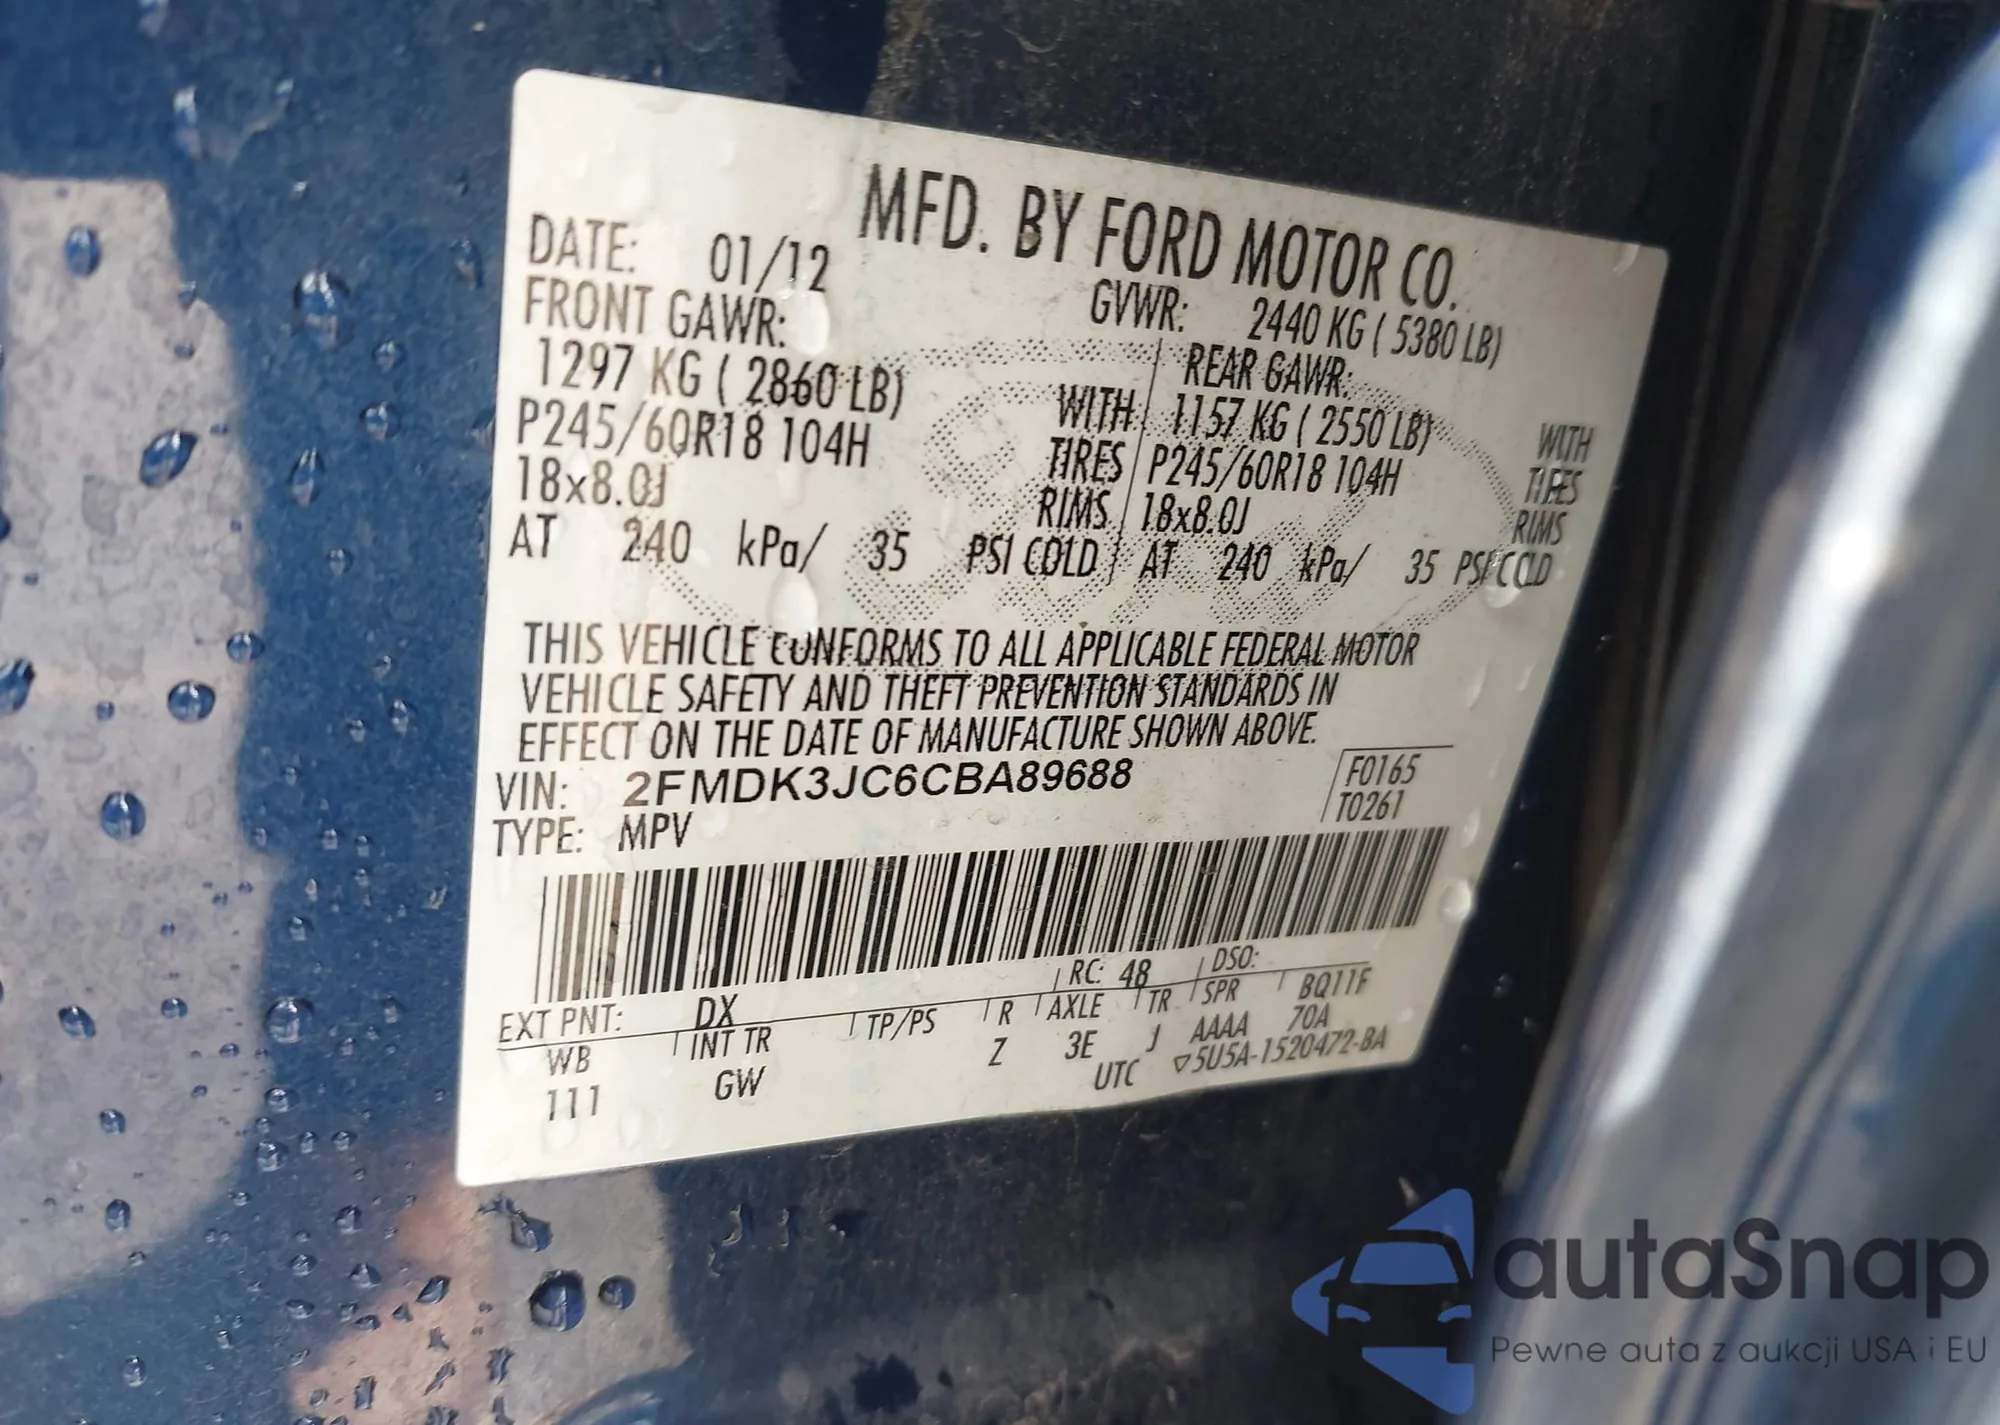 MFD. BY FORD MOTOR CO.
DATE: 01/12 GVWR: 2440 KG ( 5380 LB)
FRONT GAWR: REAR GAWR:
1297 KG ( 2860 LB) WITH 1157 KG ( 2550 LB) WITH
P245/60R18 104H TIRES P245/60R18 104H TIRES
18x8.0J RIMS 18x8.0J RIMS
AT 240 kPa/ 35 PSI COLD AT 240 kPa/ 35 PSI COLD
THIS VEHICLE CONFORMS TO ALL APPLICABLE FEDERAL MOTOR
VEHICLE SAFETY AND THEFT PREVENTION STANDARDS IN
EFFECT ON THE DATE OF MANUFACTURE SHOWN ABOVE.
VIN: 2FMDK3JC6CBA89688 F0165
TYPE: MPV T0261
EXT PNT: DX RC: 48 DSO:
WB INT TR TP/PS R AXLE TR SPR BQ11F
111 GW Z 3E J AAAA 70A
UTC ▽5U5A-1520472-BA
autaSnap
Pewne auta z aukcji USA i EU